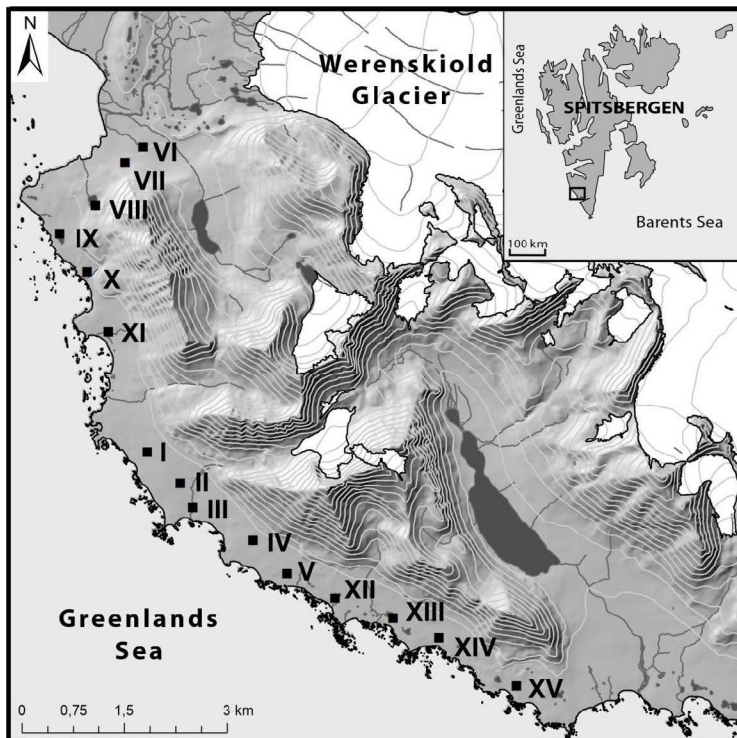 N
Werenskiold
Glacier
Greenlands Sea
SPITSBERGEN
Barents Sea
100 km
VI
VII
VIII
IX
X
XI
I
II
III
IV
V
XII
XIII
XIV
XV
Greenlands
Sea
0 0,75 1,5 3 km